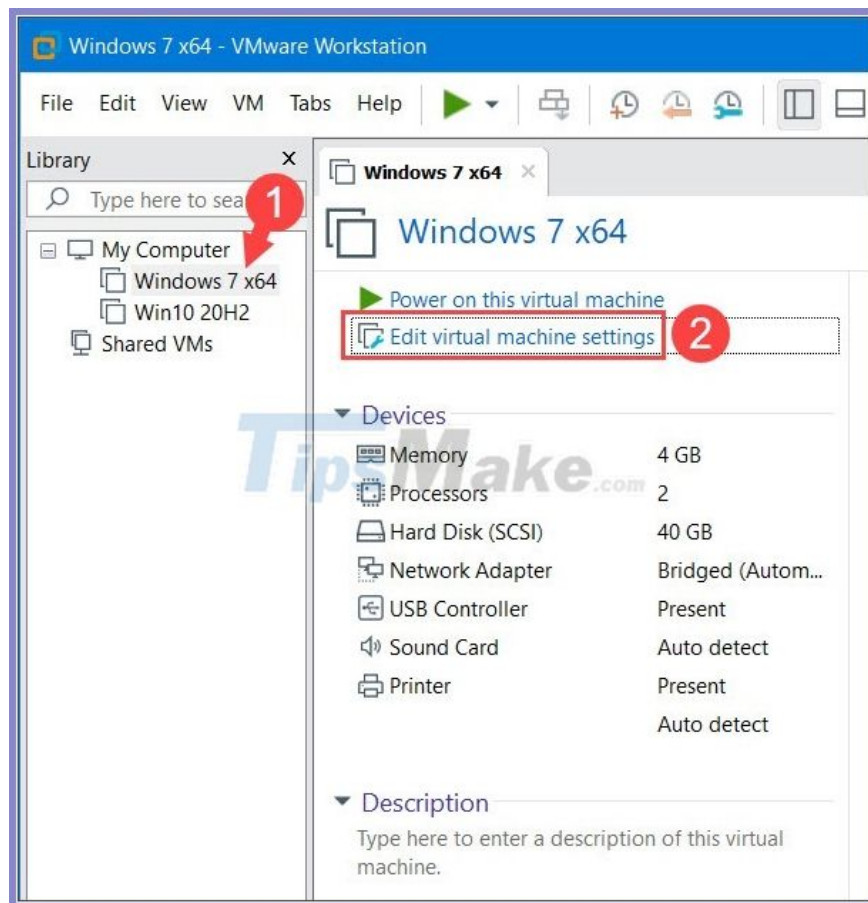 Windows 7 x64 - VMware Workstation
File Edit View VM Tabs Help
Library X
Type here to sea
1
My Computer
Windows 7 x64
Win10 20H2
Shared VMs
Windows 7 x64
Windows 7 x64
Power on this virtual machine
Edit virtual machine settings
2
Devices
Memory 4 GB
Processors 2
Hard Disk (SCSI) 40 GB
Network Adapter Bridged (Autom...
USB Controller Present
Sound Card Auto detect
Printer Present
Auto detect
TipsMake.com
Description
Type here to enter a description of this virtual
machine.